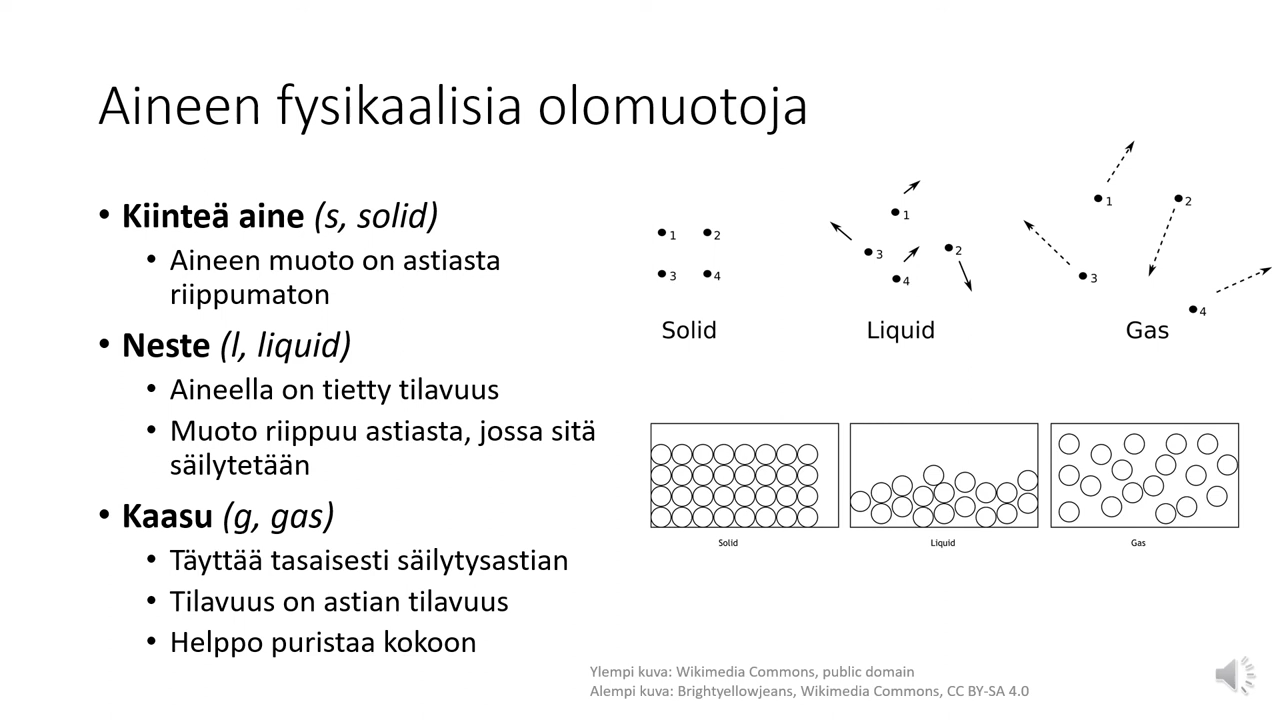 Aineen fysikaalisia olomuotoja
• Kiinteä aine (s, solid)
• Aineen muoto on astiasta
riippumaton
• Neste (l, liquid)
• Aineella on tietty tilavuus
• Muoto riippuu astiasta, jossa sitä
säilytetään
• Kaasu (g, gas)
• Täyttää tasaisesti säilytysastian
• Tilavuus on astian tilavuus
• Helppo puristaa kokoon
1 2
3 4
Solid
1
2
3
4
Liquid
1 2
3
4
Gas
Solid
Liquid
Gas
Ylempi kuva: Wikimedia Commons, public domain
Alempi kuva: Brightyellowjeans, Wikimedia Commons, CC BY-SA 4.0